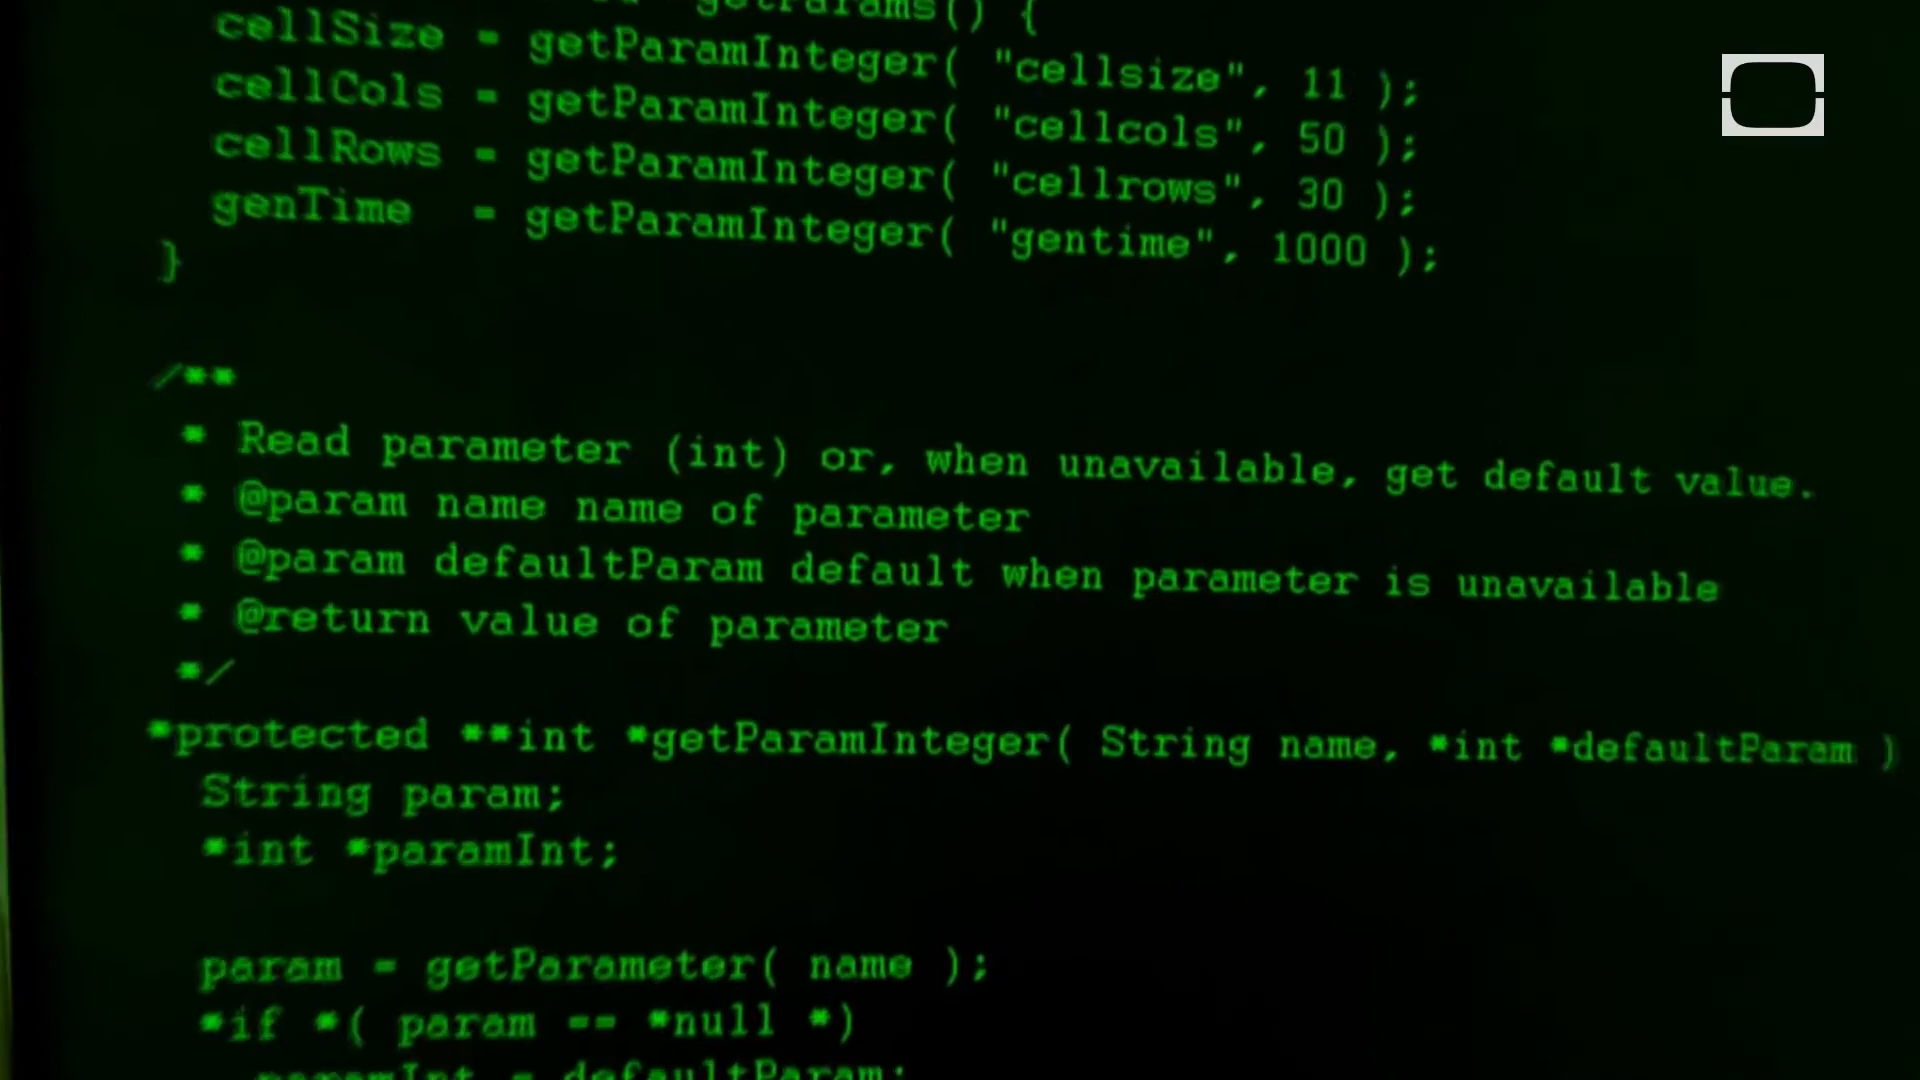 getParams() {
cellSize = getParamInteger( "cellsize", 11 );
cellCols = getParamInteger( "cellcols", 50 );
cellRows = getParamInteger( "cellrows", 30 );
genTime = getParamInteger( "gentime", 1000 );
}
/**
* Read parameter (int) or, when unavailable, get default value.
* @param name name of parameter
* @param defaultParam default when parameter is unavailable
* @return value of parameter
*/
*protected **int *getParamInteger( String name, *int *defaultParam )
String param;
*int *paramInt;
param = getParameter( name );
*if *( param == *null *)
paramInt = defaultParam;